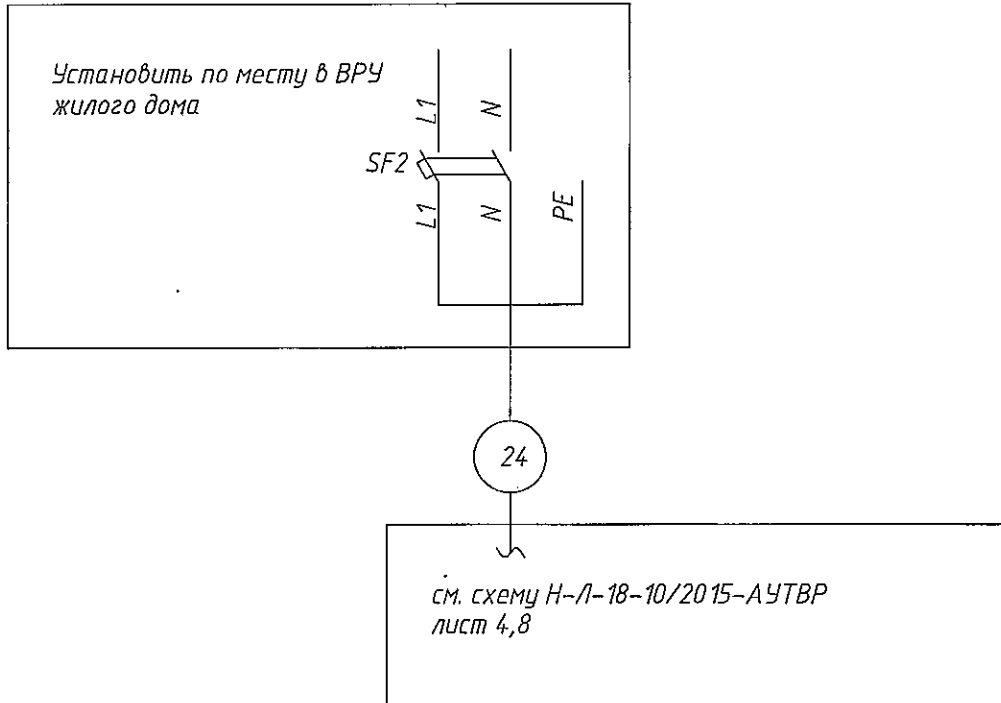 Установить по месту в ВРУ
жилого дома
L1
N
SF2
L1
N
PE
24
см. схему Н-Л-18-10/2015-АУТВР
лист 4,8